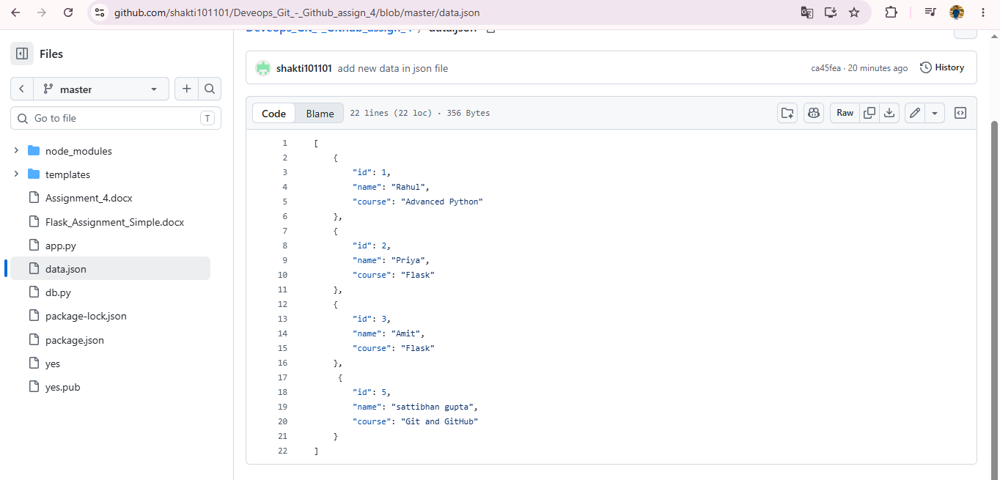 github.com/shakti101101/Deveops_Git_-_Github_assign_4/blob/master/data.json
Files
master
Go to file
T
node_modules
templates
Assignment_4.docx
Flask_Assignment_Simple.docx
app.py
data.json
db.py
package-lock.json
package.json
yes
yes.pub
Deveops_Git_-_Github_assign_4 / data.json
shakti101101 add new data in json file
ca45fea · 20 minutes ago
History
Code
Blame
22 lines (22 loc) · 356 Bytes
Raw
1 [
2 {
3 "id": 1,
4 "name": "Rahul",
5 "course": "Advanced Python"
6 },
7 {
8 "id": 2,
9 "name": "Priya",
10 "course": "Flask"
11 },
12 {
13 "id": 3,
14 "name": "Amit",
15 "course": "Flask"
16 },
17 {
18 "id": 5,
19 "name": "sattibhan gupta",
20 "course": "Git and GitHub"
21 }
22 ]